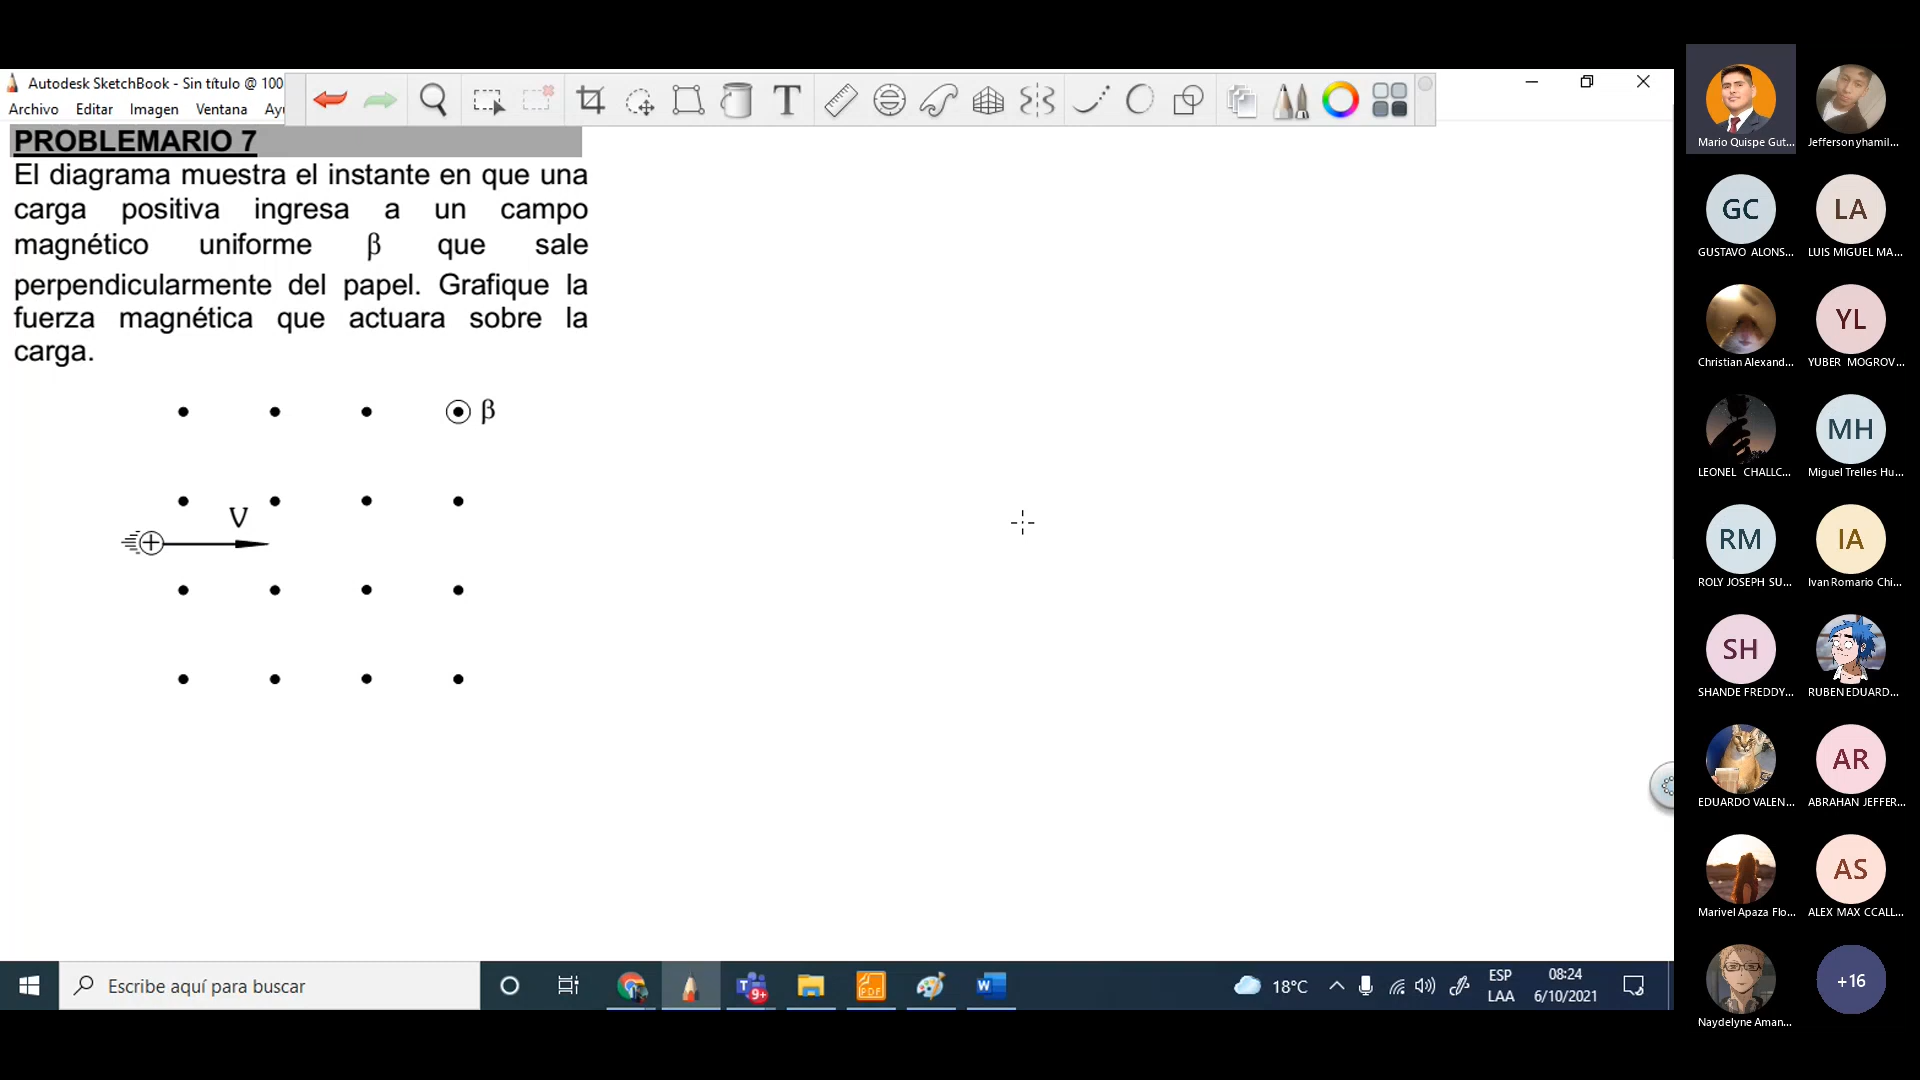 Autodesk SketchBook - Sin título @ 100
Archivo Editar Imagen Ventana Ayu
PROBLEMARIO 7
El diagrama muestra el instante en que una
carga positiva ingresa a un campo
magnético uniforme β que sale
perpendicularmente del papel. Grafique la
fuerza magnética que actuara sobre la
carga.
β
V
Mario Quispe Gut...
Jefferson yhamil...
GC
GUSTAVO ALONS...
LA
LUIS MIGUEL MA...
Christian Alexand...
YL
YUBER MOGROV...
LEONEL CHALLC...
MH
Miguel Trelles Hu...
RM
ROLY JOSEPH SU...
IA
Ivan Romario Chi...
SH
SHANDE FREDDY...
RUBEN EDUARD...
EDUARDO VALEN...
AR
ABRAHAN JEFFER...
Marivel Apaza Flo...
AS
ALEX MAX CCALL...
Naydelyne Aman...
+16
Escribe aquí para buscar
9+
PDF
18°C
ESP
LAA
08:24
6/10/2021